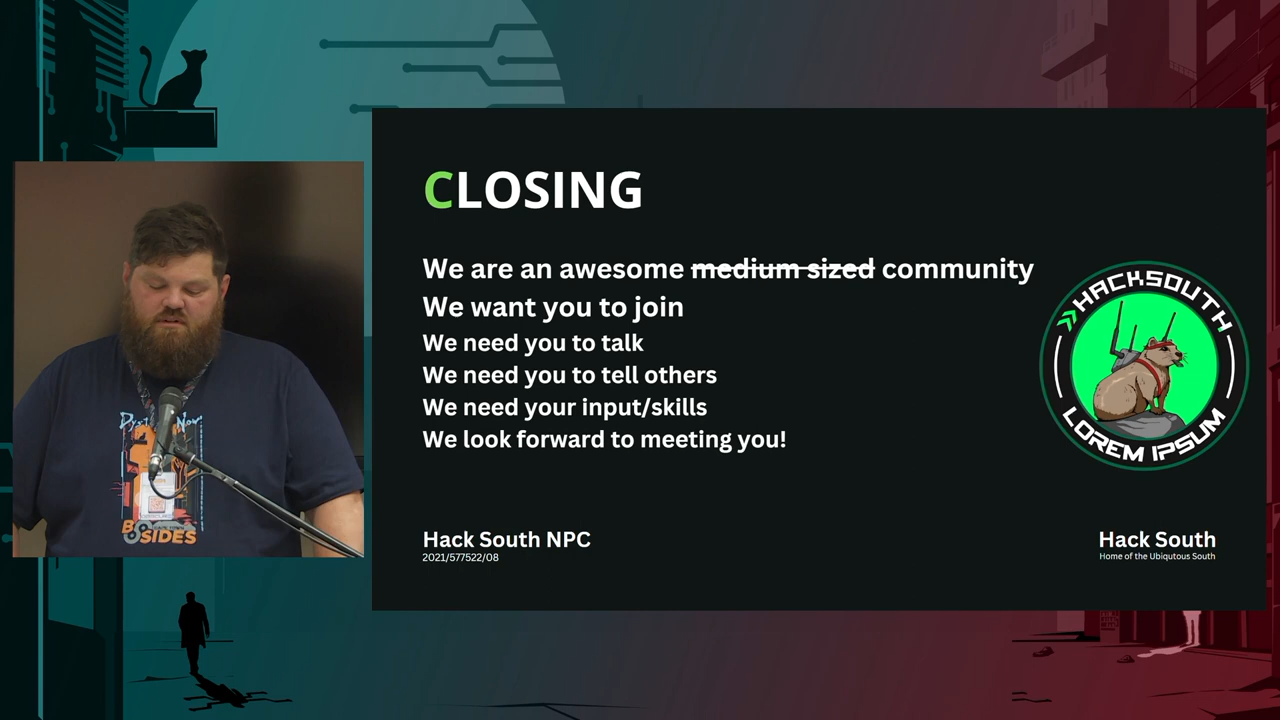 CLOSING
We are an awesome medium sized community
We want you to join
We need you to talk
We need you to tell others
We need your input/skills
We look forward to meeting you!
HACKSOUTH
LOREM IPSUM
Hack South NPC
2021/577522/08
Hack South
Home of the Ubiqutous South
BSIDES